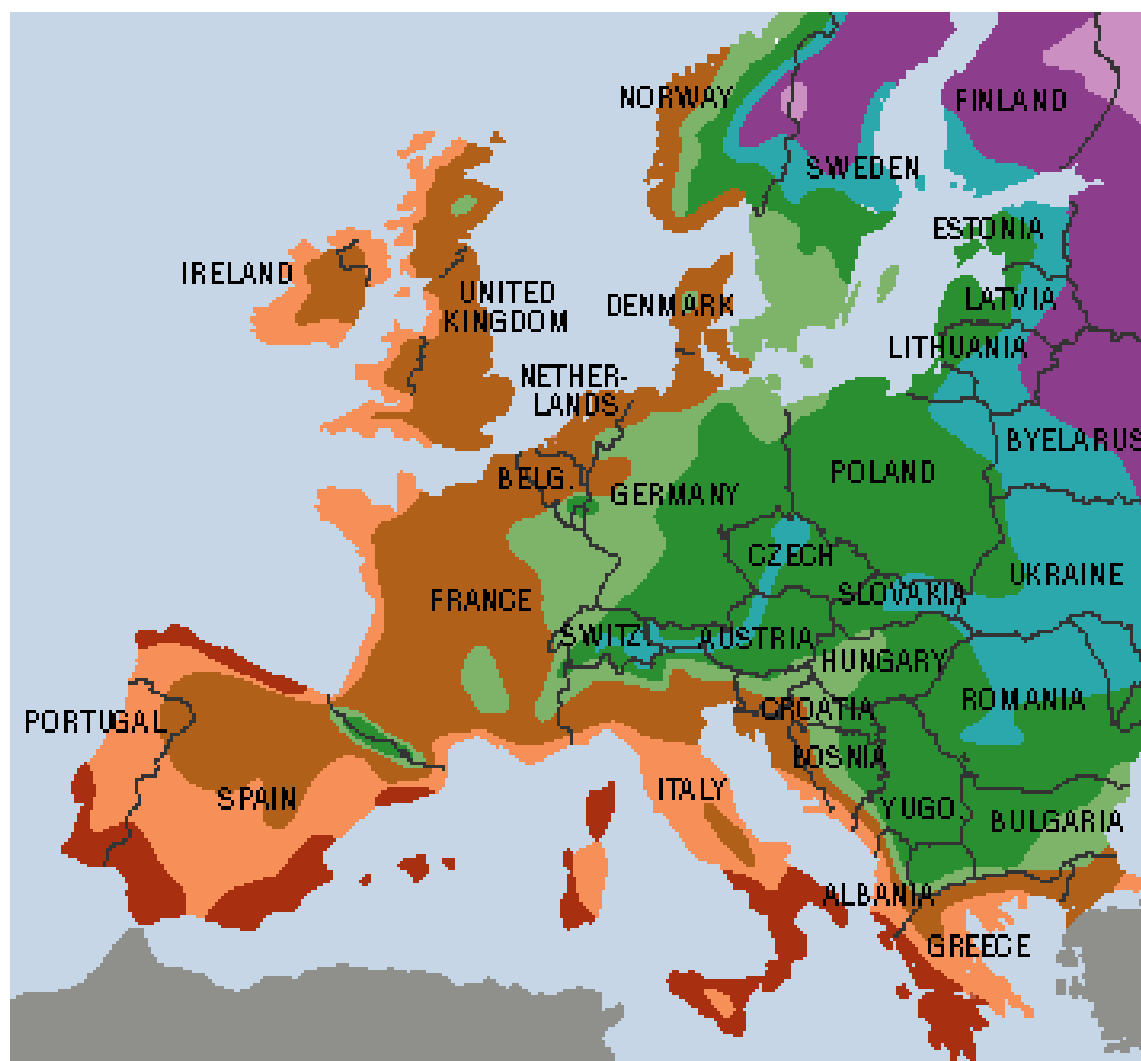 NORWAY
FINLAND
SWEDEN
ESTONIA
IRELAND
UNITED
KINGDOM
DENMARK
LATVIA
LITHUANIA
NETHER-
LANDS
BYELARUS
BELG.
GERMANY
POLAND
CZECH
UKRAINE
FRANCE
SLOVAKIA
SWITZ.
AUSTRIA
HUNGARY
PORTUGAL
CROATIA
ROMANIA
BOSNIA
SPAIN
ITALY
YUGO
BULGARIA
ALBANIA
GREECE